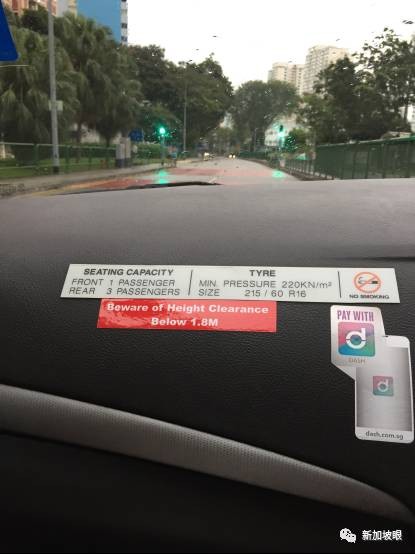 SEATING CAPACITY
FRONT 1 PASSENGER
REAR 3 PASSENGERS
TYRE
MIN. PRESSURE 220KN/m²
SIZE 215 / 60 R16
NO SMOKING
Beware of Height Clearance
Below 1.8M
PAY WITH
d
DASH
dash.com.sg
新加坡眼